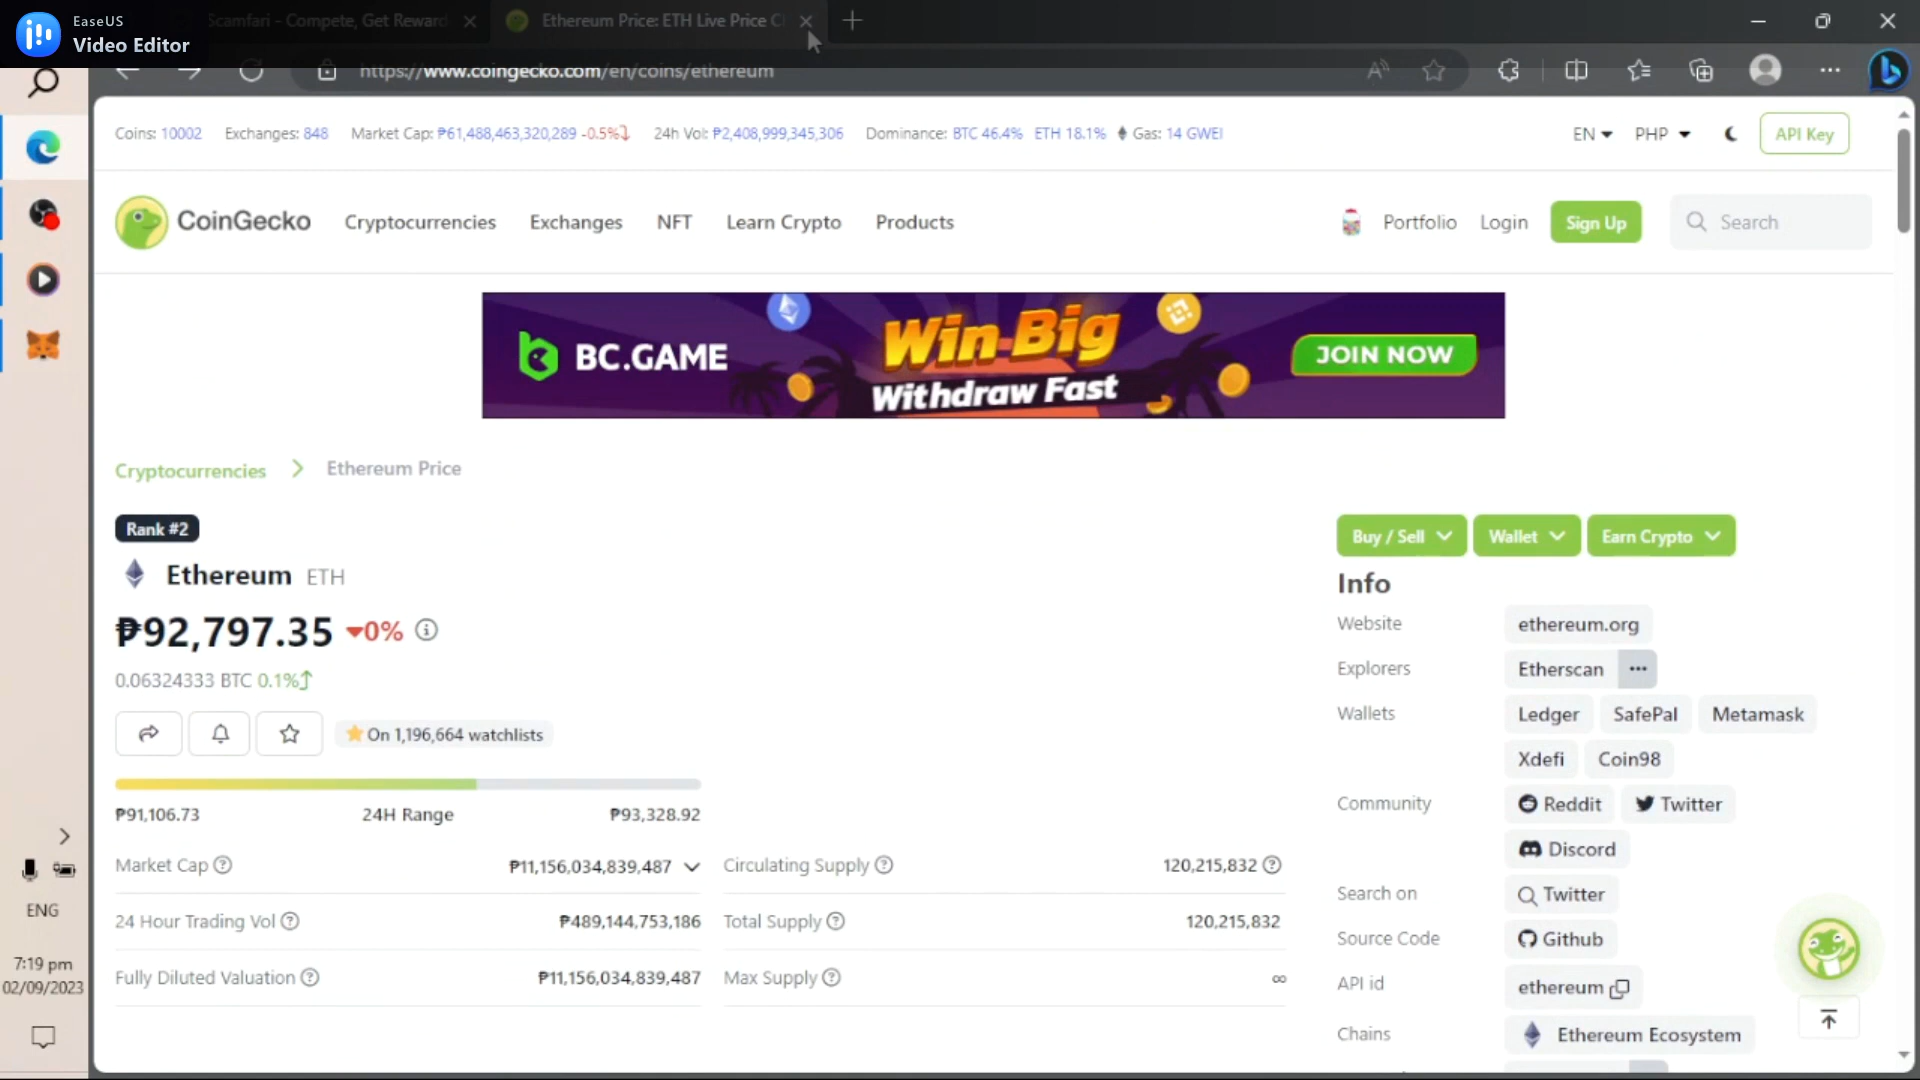 EaseUS
Video Editor
Scamfari - Compete, Get Reward
Ethereum Price: ETH Live Price C
https://www.coingecko.com/en/coins/ethereum
Coins: 10002 Exchanges: 848 Market Cap: ₱61,488,463,320,289 -0.5% 24h Vol: ₱2,408,999,345,306 Dominance: BTC 46.4% ETH 18.1% Gas: 14 GWEI
EN PHP API Key
CoinGecko Cryptocurrencies Exchanges NFT Learn Crypto Products Portfolio Login Sign Up Search
BC.GAME Win Big Withdraw Fast JOIN NOW
Cryptocurrencies > Ethereum Price
Rank #2
Ethereum ETH
₱92,797.35 0%
0.06324333 BTC 0.1%
On 1,196,664 watchlists
₱91,106.73 24H Range ₱93,328.92
Market Cap ₱11,156,034,839,487
Circulating Supply 120,215,832
24 Hour Trading Vol ₱489,144,753,186
Total Supply 120,215,832
Fully Diluted Valuation ₱11,156,034,839,487
Max Supply ∞
Buy / Sell Wallet Earn Crypto
Info
Website ethereum.org
Explorers Etherscan
Wallets Ledger SafePal Metamask
Xdefi Coin98
Community Reddit Twitter
Discord
Search on Twitter
Source Code Github
API id ethereum
Chains Ethereum Ecosystem
ENG
7:19 pm
02/09/2023